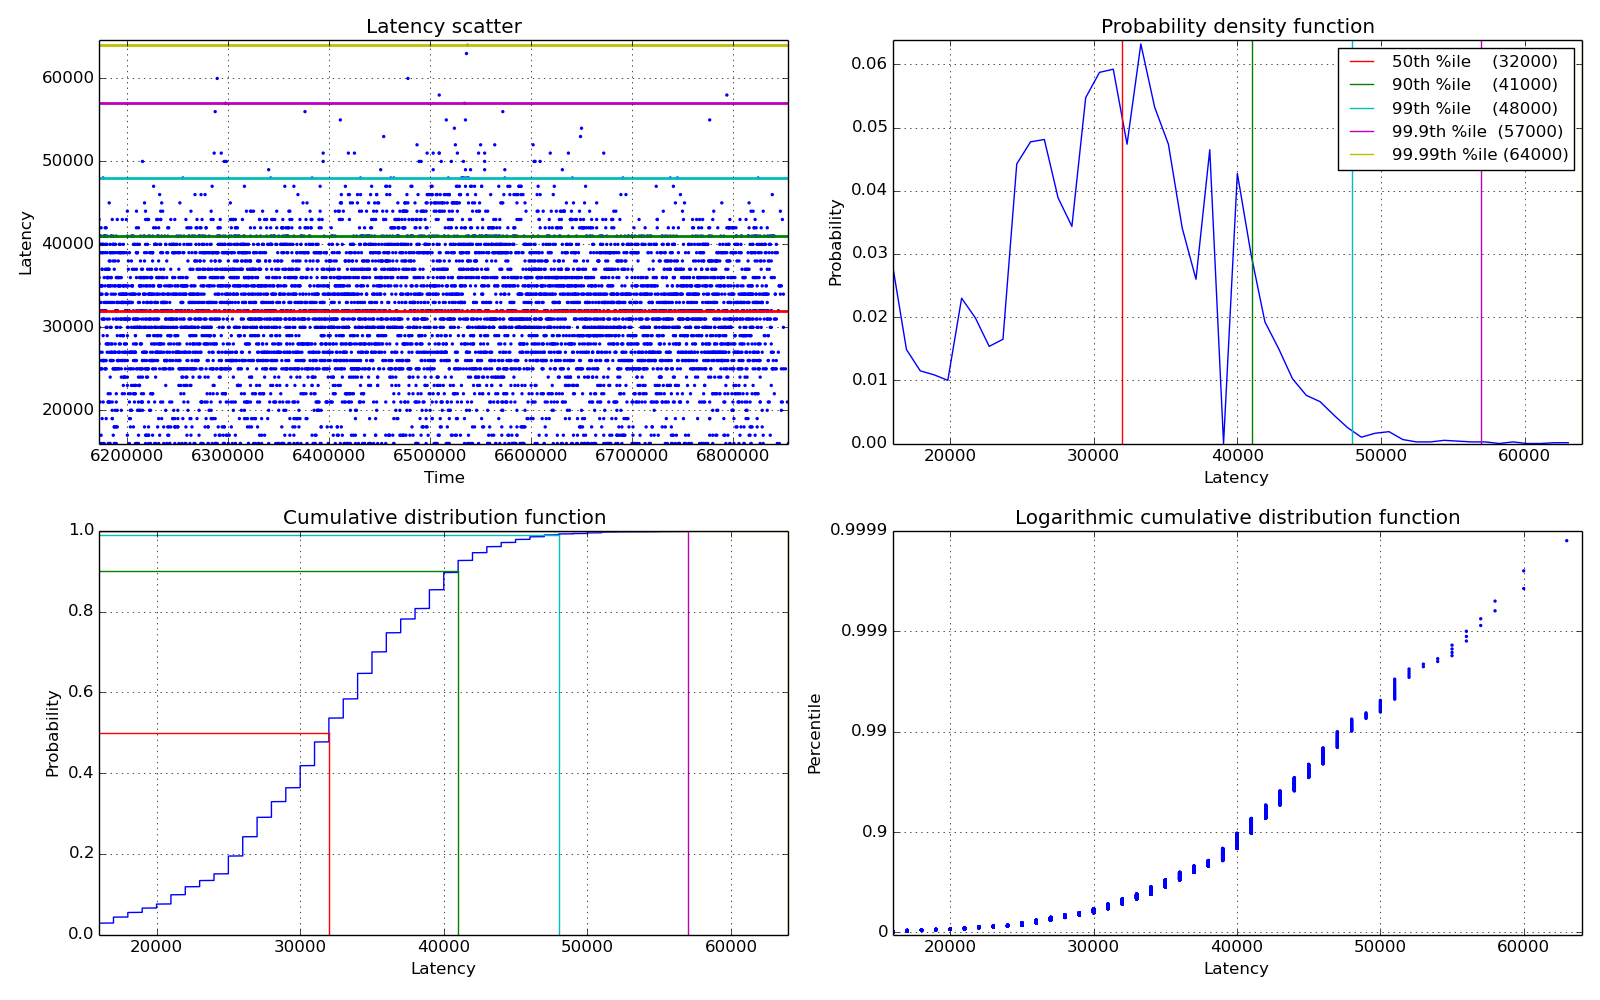 Latency scatter
60000
50000
40000
30000
20000
Latency
6200000 6300000 6400000 6500000 6600000 6700000 6800000
Time
Probability density function
0.06
0.05
0.04
0.03
0.02
0.01
0.00
Probability
50th %ile (32000)
90th %ile (41000)
99th %ile (48000)
99.9th %ile (57000)
99.99th %ile (64000)
20000 30000 40000 50000 60000
Latency
Cumulative distribution function
1.0
0.8
0.6
0.4
0.2
0.0
Probability
20000 30000 40000 50000 60000
Latency
Logarithmic cumulative distribution function
0.9999
0.999
0.99
0.9
0
Percentile
20000 30000 40000 50000 60000
Latency